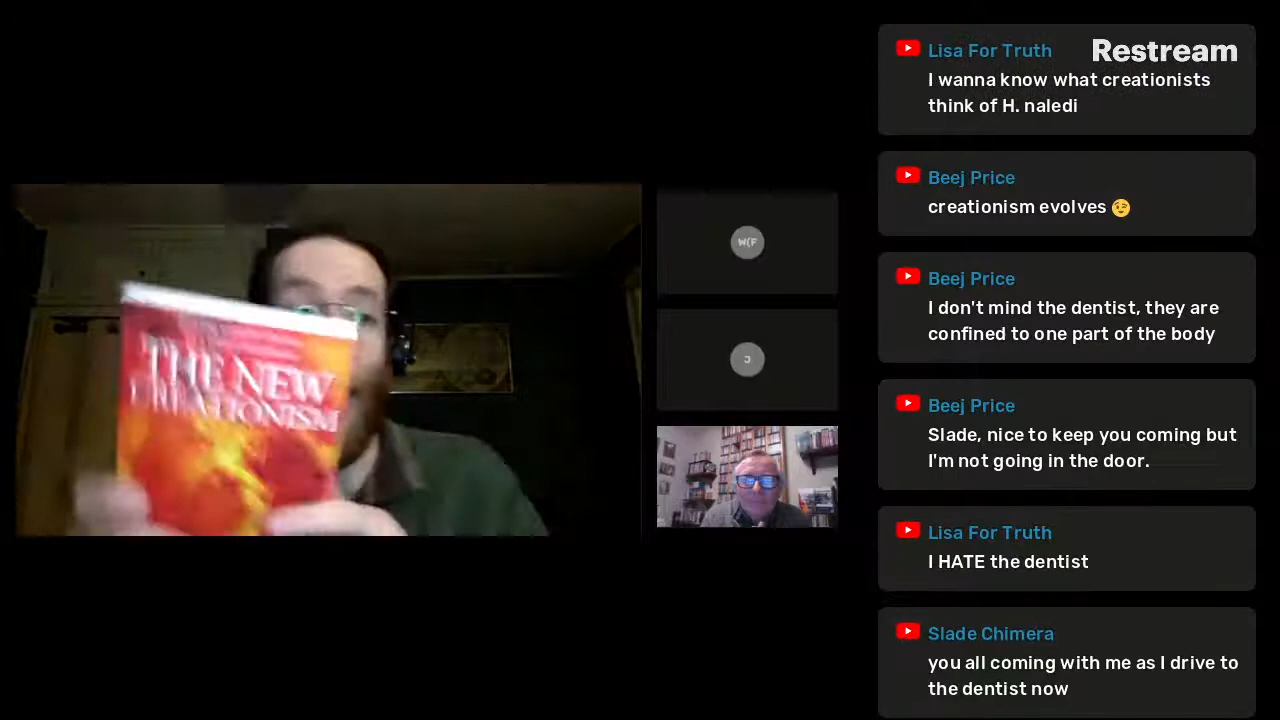 THE NEW
CREATIONISM
W(F
J
Restream
Lisa For Truth
I wanna know what creationists
think of H. naledi
Beej Price
creationism evolves 😉
Beej Price
I don't mind the dentist, they are
confined to one part of the body
Beej Price
Slade, nice to keep you coming but
I'm not going in the door.
Lisa For Truth
I HATE the dentist
Slade Chimera
you all coming with me as I drive to
the dentist now